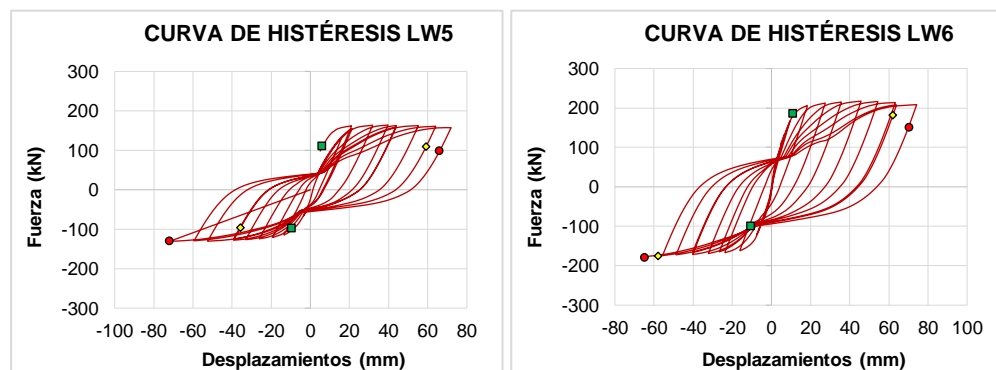 CURVA DE HISTÉRESIS LW5
300
200
100
0
-100
-200
-300
-100 -80 -60 -40 -20 0 20 40 60 80
Fuerza (kN)
Desplazamientos (mm)
CURVA DE HISTÉRESIS LW6
300
200
100
0
-100
-200
-300
-80 -60 -40 -20 0 20 40 60 80 100
Fuerza (kN)
Desplazamientos (mm)